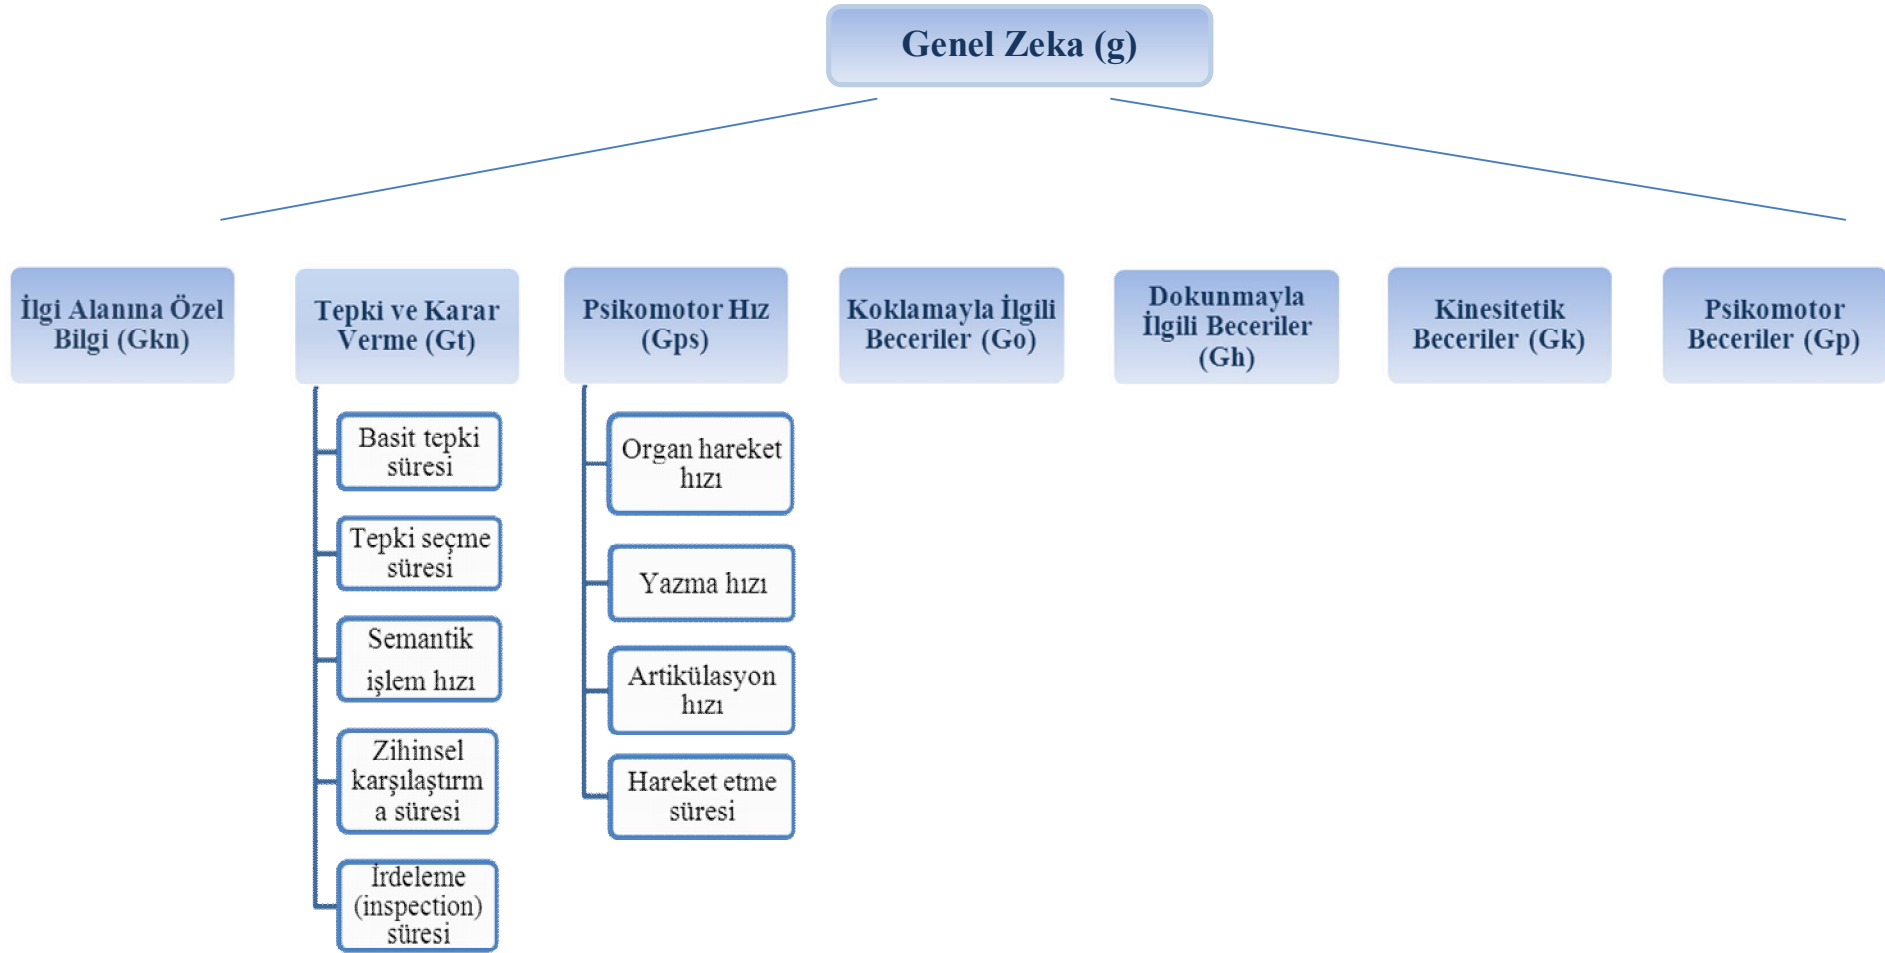 Genel Zeka (g)
İlgi Alanına Özel
Bilgi (Gkn)
Tepki ve Karar
Verme (Gt)
Psikomotor Hız
(Gps)
Koklamayla İlgili
Beceriler (Go)
Dokunmayla
İlgili Beceriler
(Gh)
Kinesitetik
Beceriler (Gk)
Psikomotor
Beceriler (Gp)
Basit tepki
süresi
Tepki seçme
süresi
Semantik
işlem hızı
Zihinsel
karşılaştırm
a süresi
İrdeleme
(inspection)
süresi
Organ hareket
hızı
Yazma hızı
Artikülasyon
hızı
Hareket etme
süresi